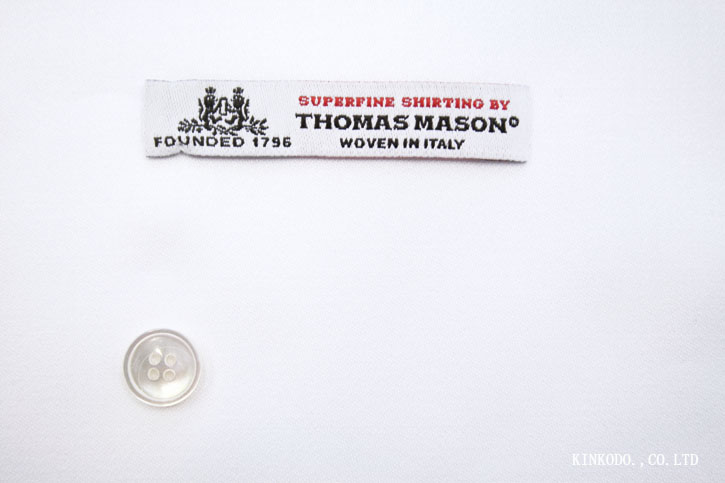 SUPERFINE SHIRTING BY
THOMAS MASON®
WOVEN IN ITALY
FOUNDED 1796
KINKODO.,CO.LTD